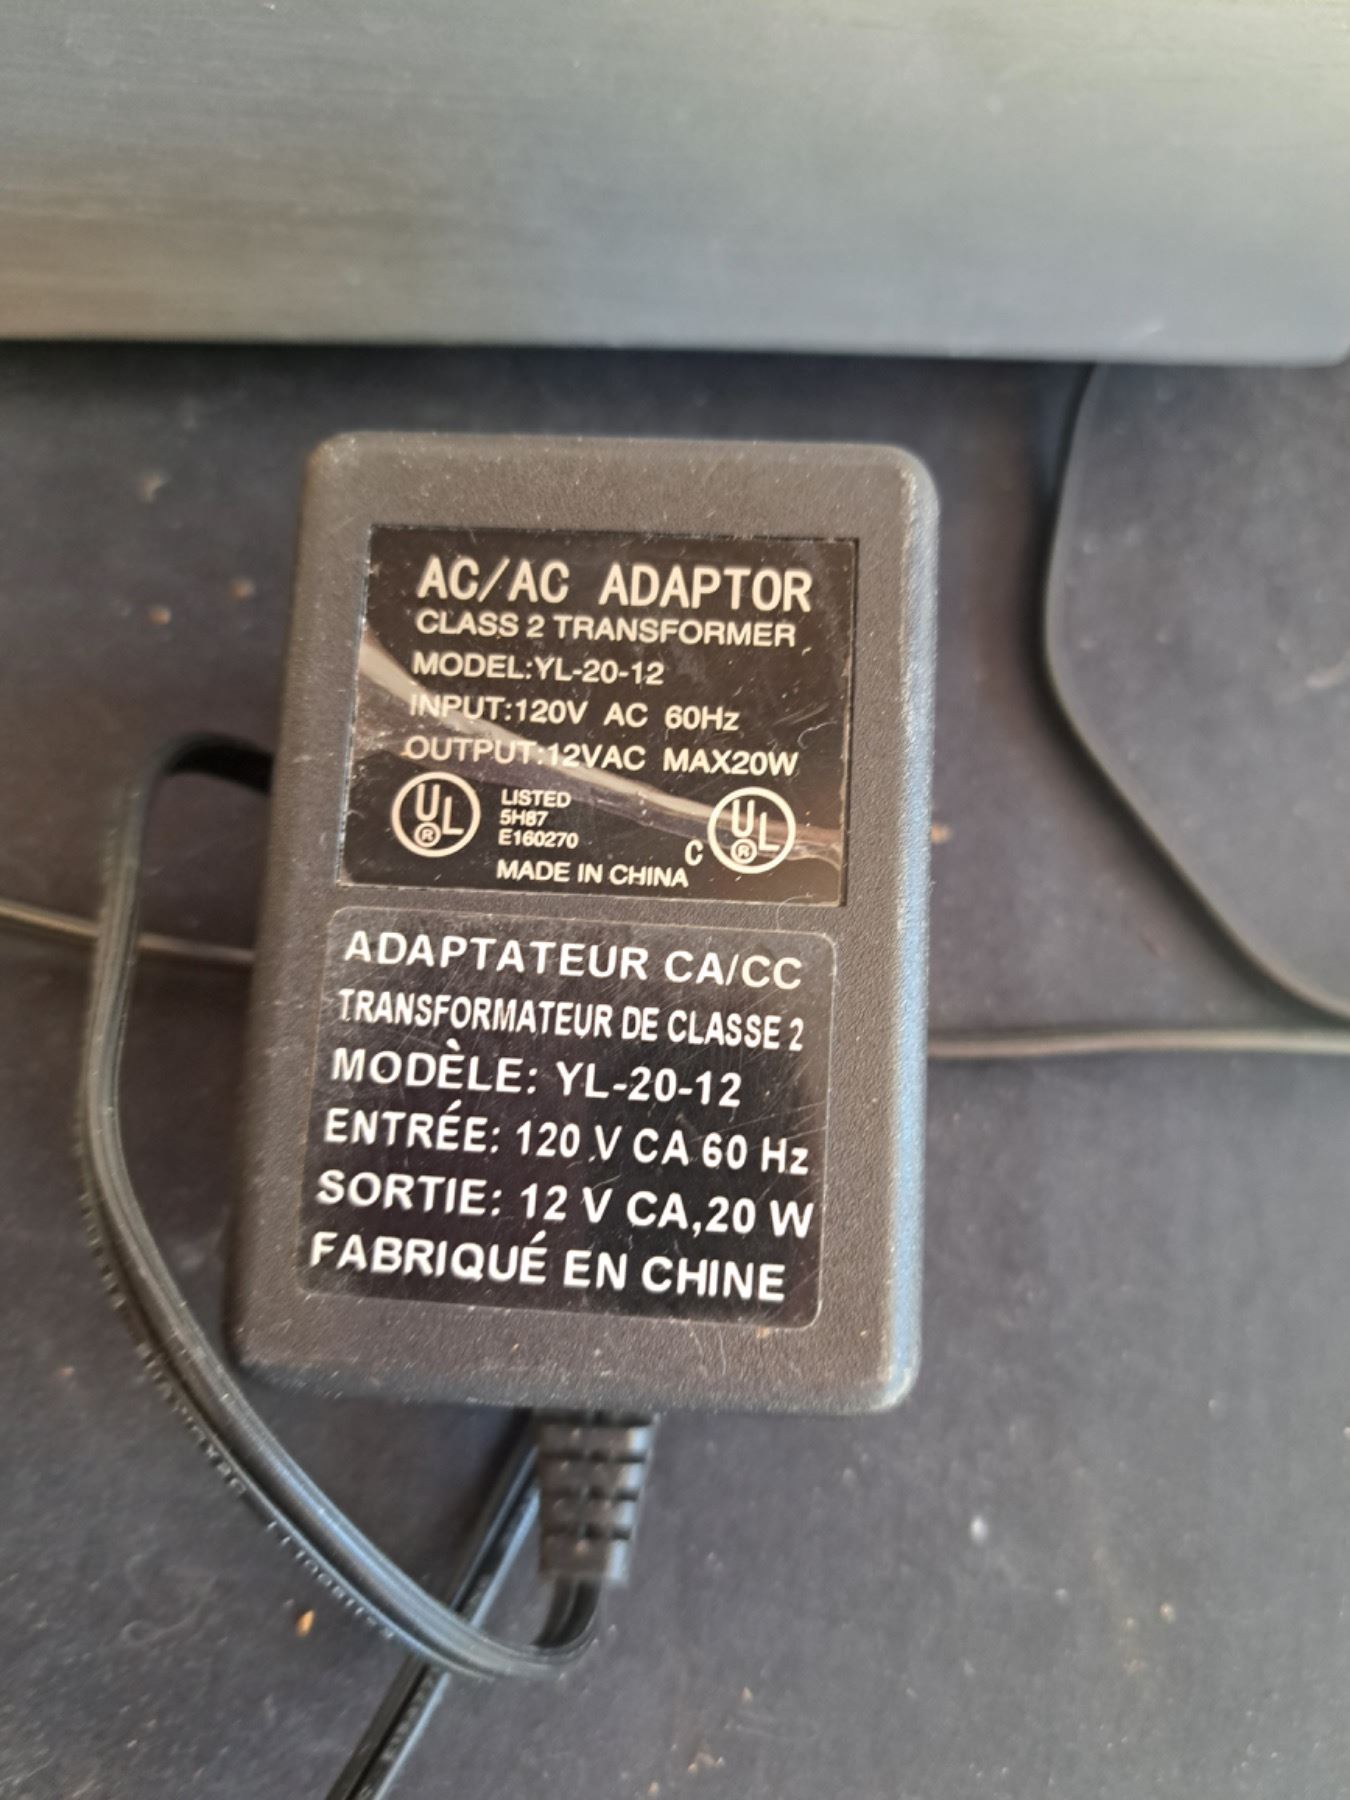 AC/AC ADAPTOR
CLASS 2 TRANSFORMER
MODEL:YL-20-12
INPUT:120V AC 60Hz
OUTPUT:12VAC MAX20W
UL ® LISTED
5H87
E160270
C UL ®
MADE IN CHINA
ADAPTATEUR CA/CC
TRANSFORMATEUR DE CLASSE 2
MODÈLE: YL-20-12
ENTRÉE: 120 V CA 60 Hz
SORTIE: 12 V CA,20 W
FABRIQUÉ EN CHINE